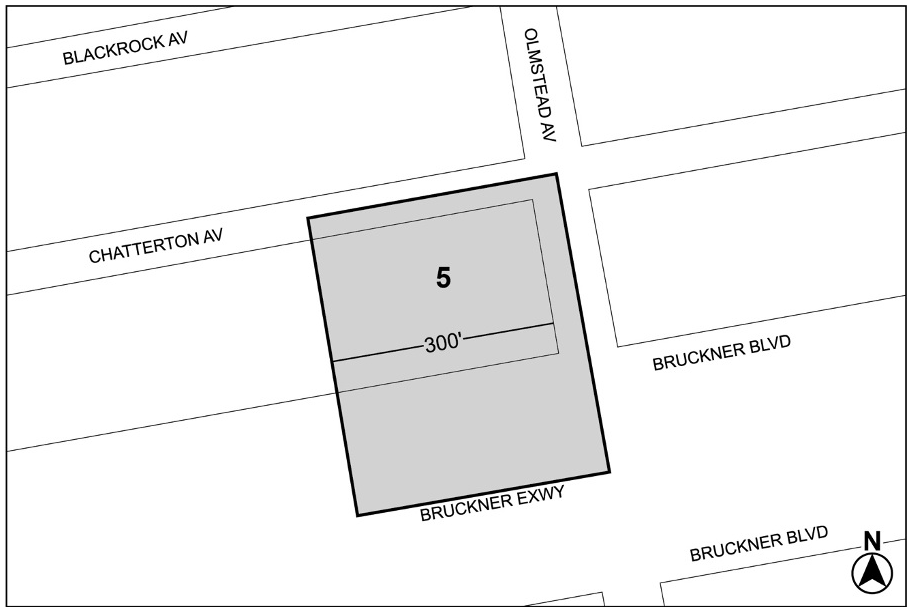 BLACKROCK AV
OLMSTEAD AV
CHATTERTON AV
5
300'
BRUCKNER BLVD
BRUCKNER EXWY
BRUCKNER BLVD
N